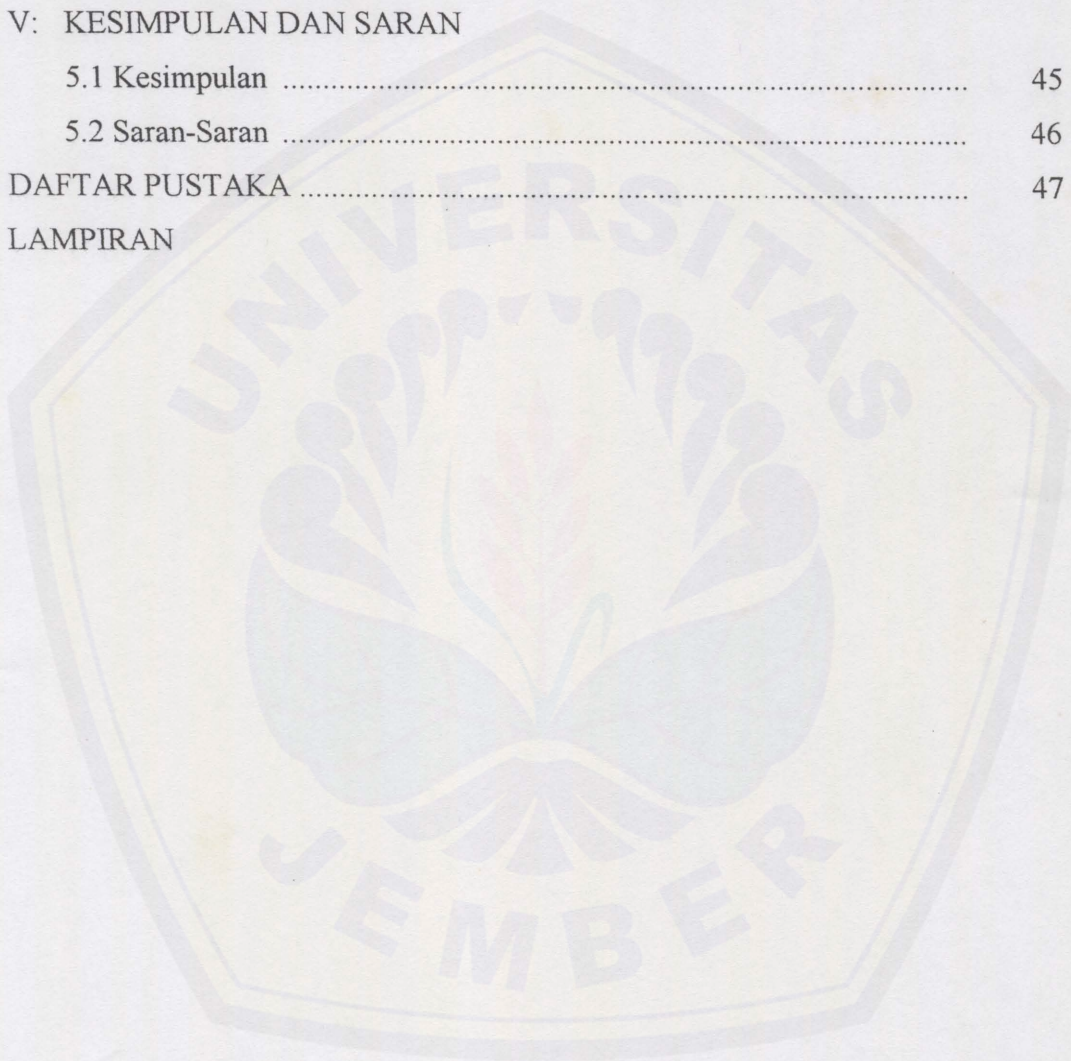 V: KESIMPULAN DAN SARAN
5.1 Kesimpulan ........................................................................ 45
5.2 Saran-Saran ........................................................................ 46
DAFTAR PUSTAKA ........................................................................ 47
LAMPIRAN
UNIVERSITAS
JEMBER